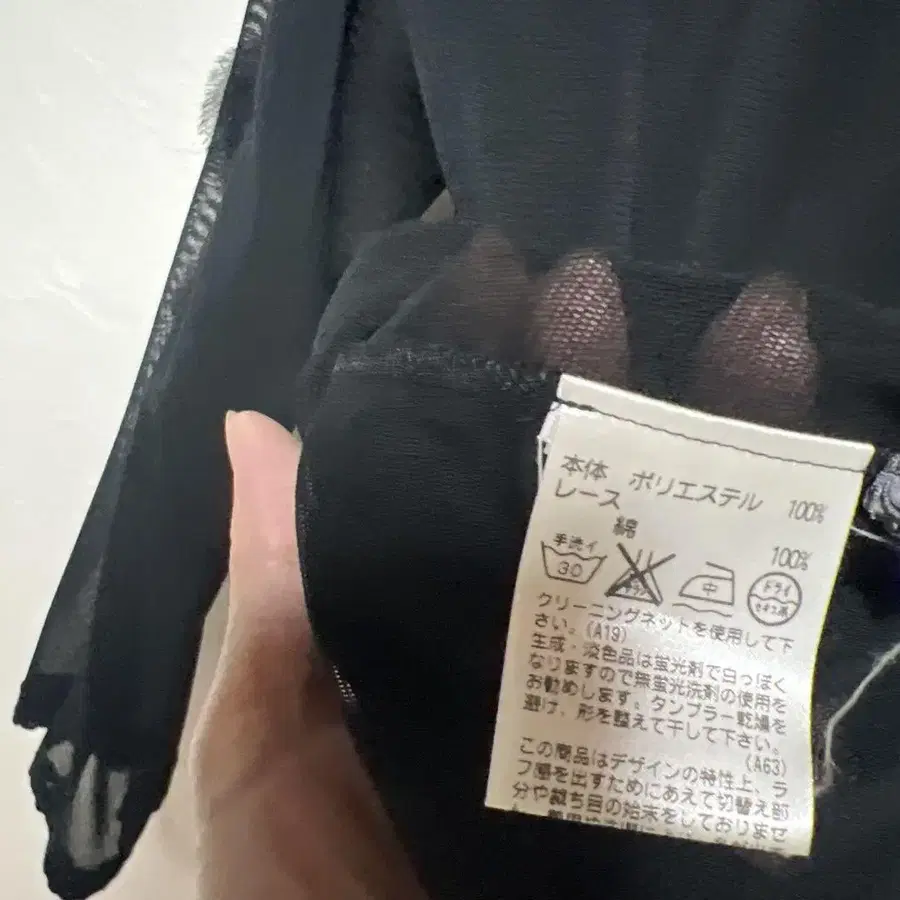 本体 ポリエステル 100%
レース
綿 100%
手洗イ
30
中
ドライ
セキユ系
クリーニングネットを使用して下
さい。(A19)
生成・淡色品は蛍光剤で白っぽく
なりますので無蛍光洗剤の使用を
お勧めします。タンブラー乾燥を
避け、形を整えて干して下さい。
(A63)
この商品はデザインの特性上、ラ
フ感を出すためにあえて切替え部
分や裁ち目の始末をしておりませ